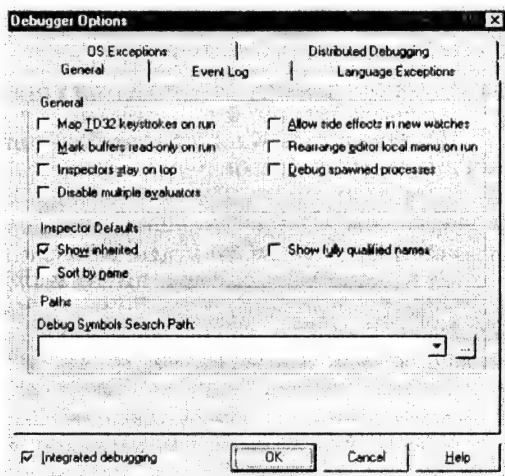 Debugger Options
OS Exceptions Distributed Debugging
General Event Log Language Exceptions
General
Map TD32 keystrokes on run Allow side effects in new watches
Mark buffers read-only on run Rearrange editor local menu on run
Inspectors stay on top Debug spawned processes
Disable multiple evaluators
Inspector Defaults
Show inherited Show fully qualified names
Sort by name
Paths
Debug Symbols Search Path:
...
Integrated debugging OK Cancel Help